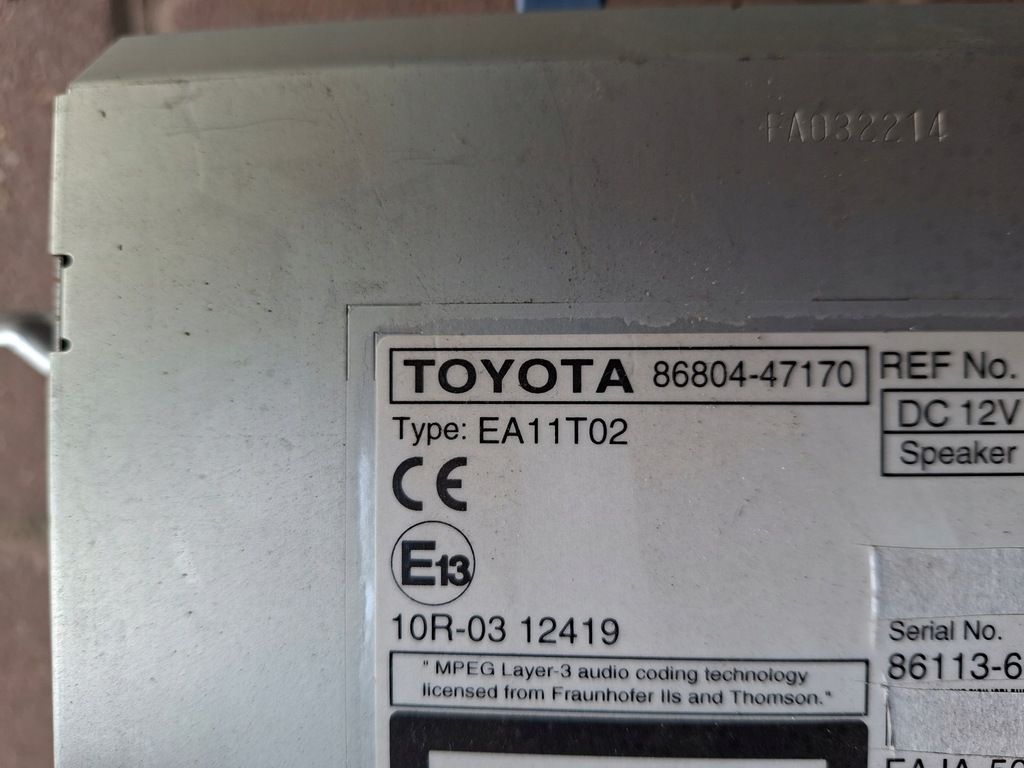 FA032214
TOYOTA 86804-47170
Type: EA11T02
CE
E13
10R-03 12419
" MPEG Layer-3 audio coding technology
licensed from Fraunhofer IIs and Thomson."
REF No.
DC 12V
Speaker
Serial No.
86113-6